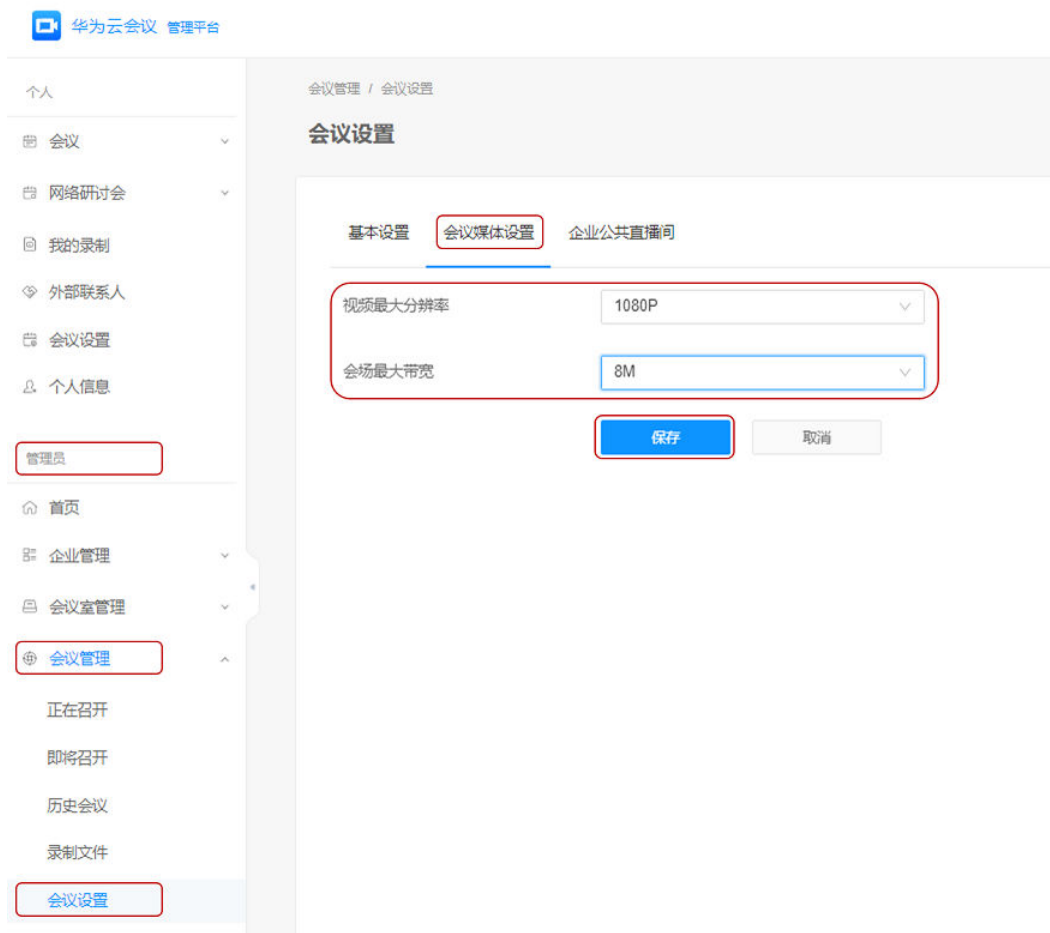 华为云会议 管理平台
个人
会议
网络研讨会
我的录制
外部联系人
会议设置
个人信息
管理员
首页
企业管理
会议室管理
会议管理
正在召开
即将召开
历史会议
录制文件
会议设置
会议管理 / 会议设置
会议设置
基本设置 会议媒体设置 企业公共直播间
视频最大分辨率 1080P
会场最大带宽 8M
保存 取消